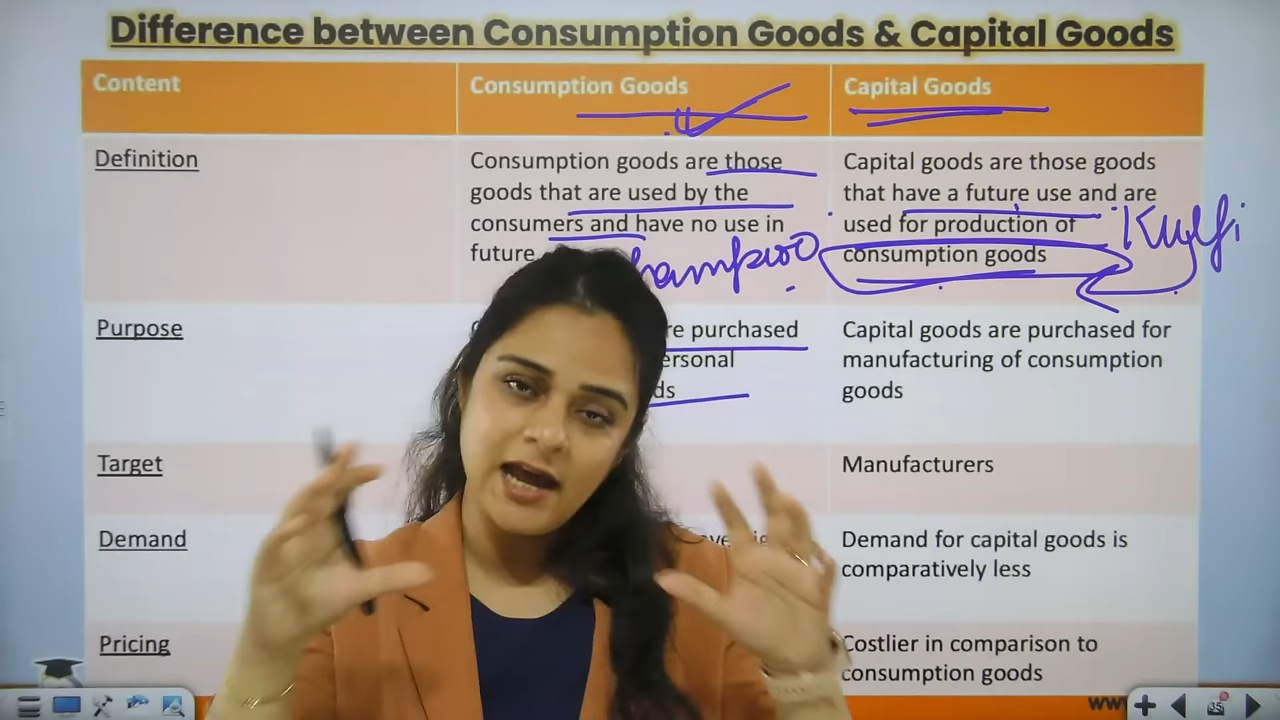 Difference between Consumption Goods & Capital Goods
Content
Consumption Goods
Capital Goods
Definition
Consumption goods are those
goods that are used by the
consumers and have no use in
future
Capital goods are those goods
that have a future use and are
used for production of
consumption goods
Kulfi
Purpose
purchased
Capital goods are purchased for
manufacturing of consumption
goods
Target
Manufacturers
Demand
Demand for capital goods is
comparatively less
Pricing
Costlier in comparison to
consumption goods
35